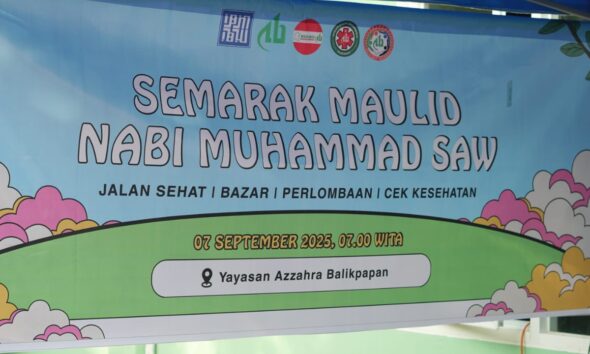 SEMARAK MAULID
NABI MUHAMMAD SAW
JALAN SEHAT | BAZAR | PERLOMBAAN | CEK KESEHATAN
07 SEPTEMBER 2025, 07.00 WITA
Yayasan Azzahra Balikpapan